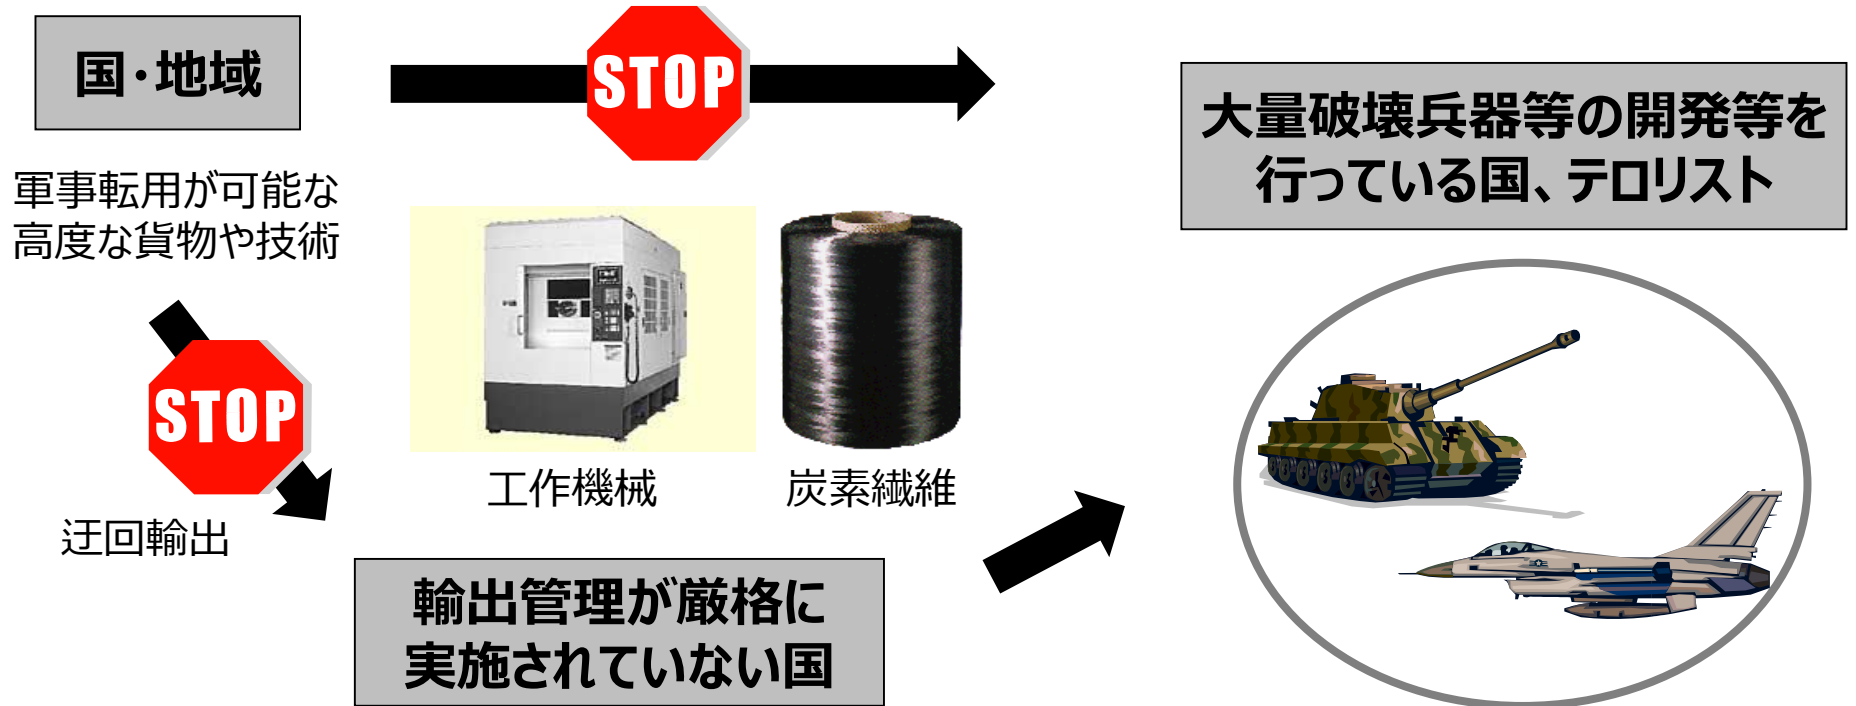 国・地域
STOP
大量破壊兵器等の開発等を
行っている国、テロリスト
軍事転用が可能な
高度な貨物や技術
STOP
工作機械
炭素繊維
迂回輸出
輸出管理が厳格に
実施されていない国